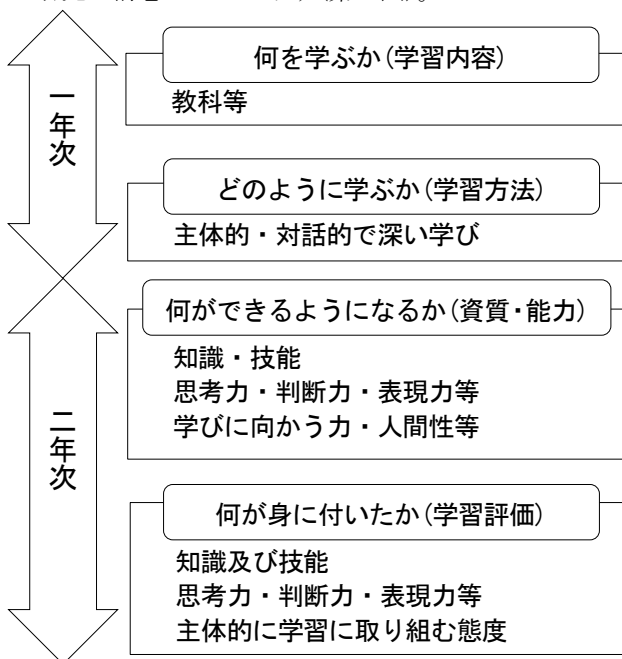 何を学ぶか(学習内容)
教科等
一年次
どのように学ぶか(学習方法)
主体的・対話的で深い学び
何ができるようになるか(資質・能力)
知識・技能
思考力・判断力・表現力等
学びに向かう力・人間性等
二年次
何が身に付いたか(学習評価)
知識及び技能
思考力・判断力・表現力等
主体的に学習に取り組む態度